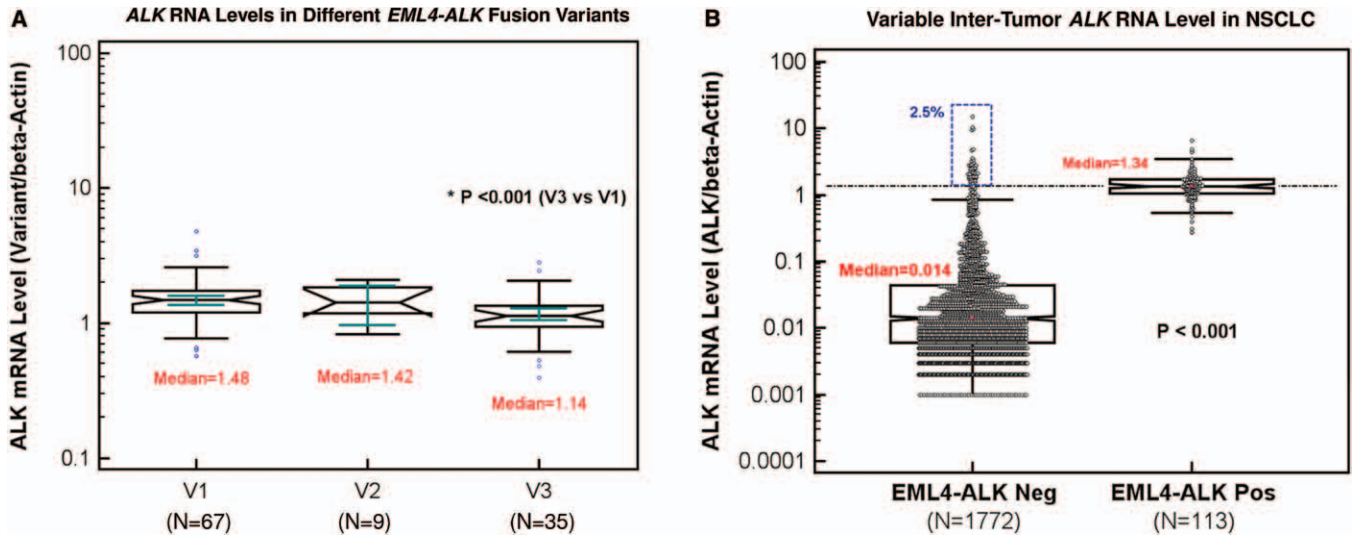 A
ALK RNA Levels in Different EML4-ALK Fusion Variants
ALK mRNA Level (Variant/beta-Actin)
100
10
1
0.1
* P <0.001 (V3 vs V1)
Median=1.48
Median=1.42
Median=1.14
V1
V2
V3
(N=67)
(N=9)
(N=35)
B
Variable Inter-Tumor ALK RNA Level in NSCLC
ALK mRNA Level (ALK/beta-Actin)
100
10
1
0.1
0.01
0.001
0.0001
2.5%
Median=1.34
Median=0.014
P < 0.001
EML4-ALK Neg
EML4-ALK Pos
(N=1772)
(N=113)